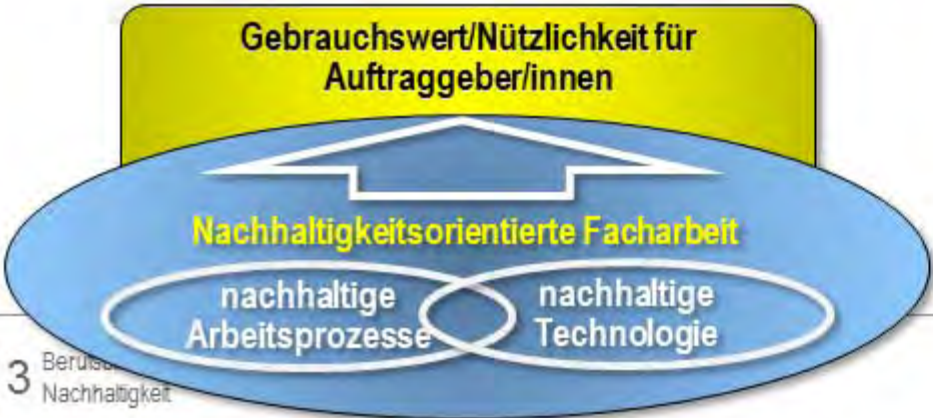 Gebrauchswert/Nützlichkeit für
Auftraggeber/innen
Nachhaltigkeitsorientierte Facharbeit
nachhaltige
Arbeitsprozesse
nachhaltige
Technologie
3
Nachhaltigkeit